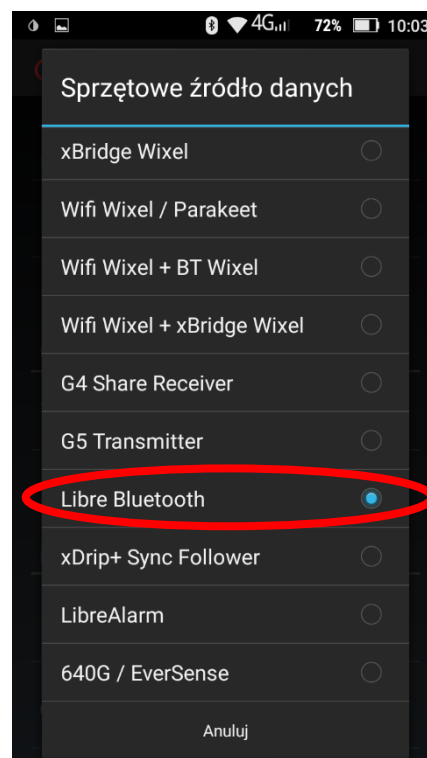 4G 72% 10:03
Sprzętowe źródło danych
xBridge Wixel
Wifi Wixel / Parakeet
Wifi Wixel + BT Wixel
Wifi Wixel + xBridge Wixel
G4 Share Receiver
G5 Transmitter
Libre Bluetooth
xDrip+ Sync Follower
LibreAlarm
640G / EverSense
Anuluj